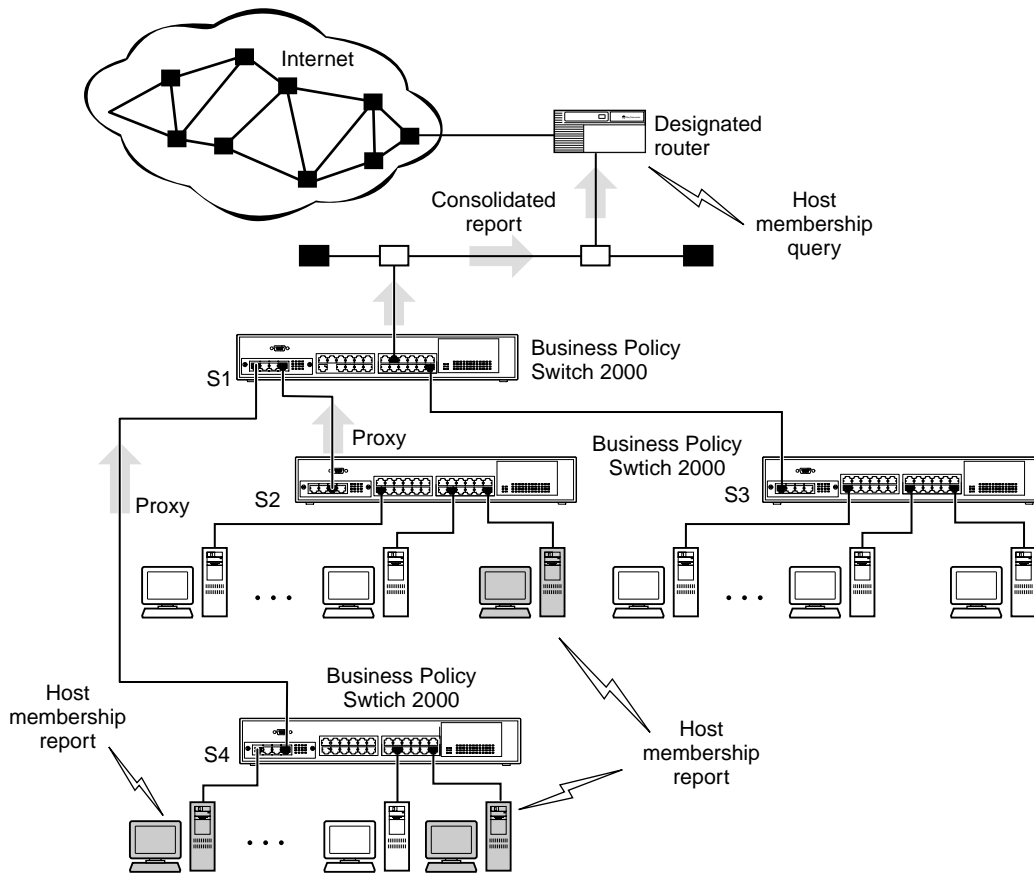 Internet
Designated
router
Consolidated
report
Host
membership
query
Business Policy
Switch 2000
S1
Proxy
Business Policy
Swtich 2000
S2
S3
Proxy
Business Policy
Swtich 2000
Host
membership
report
S4
Host
membership
report